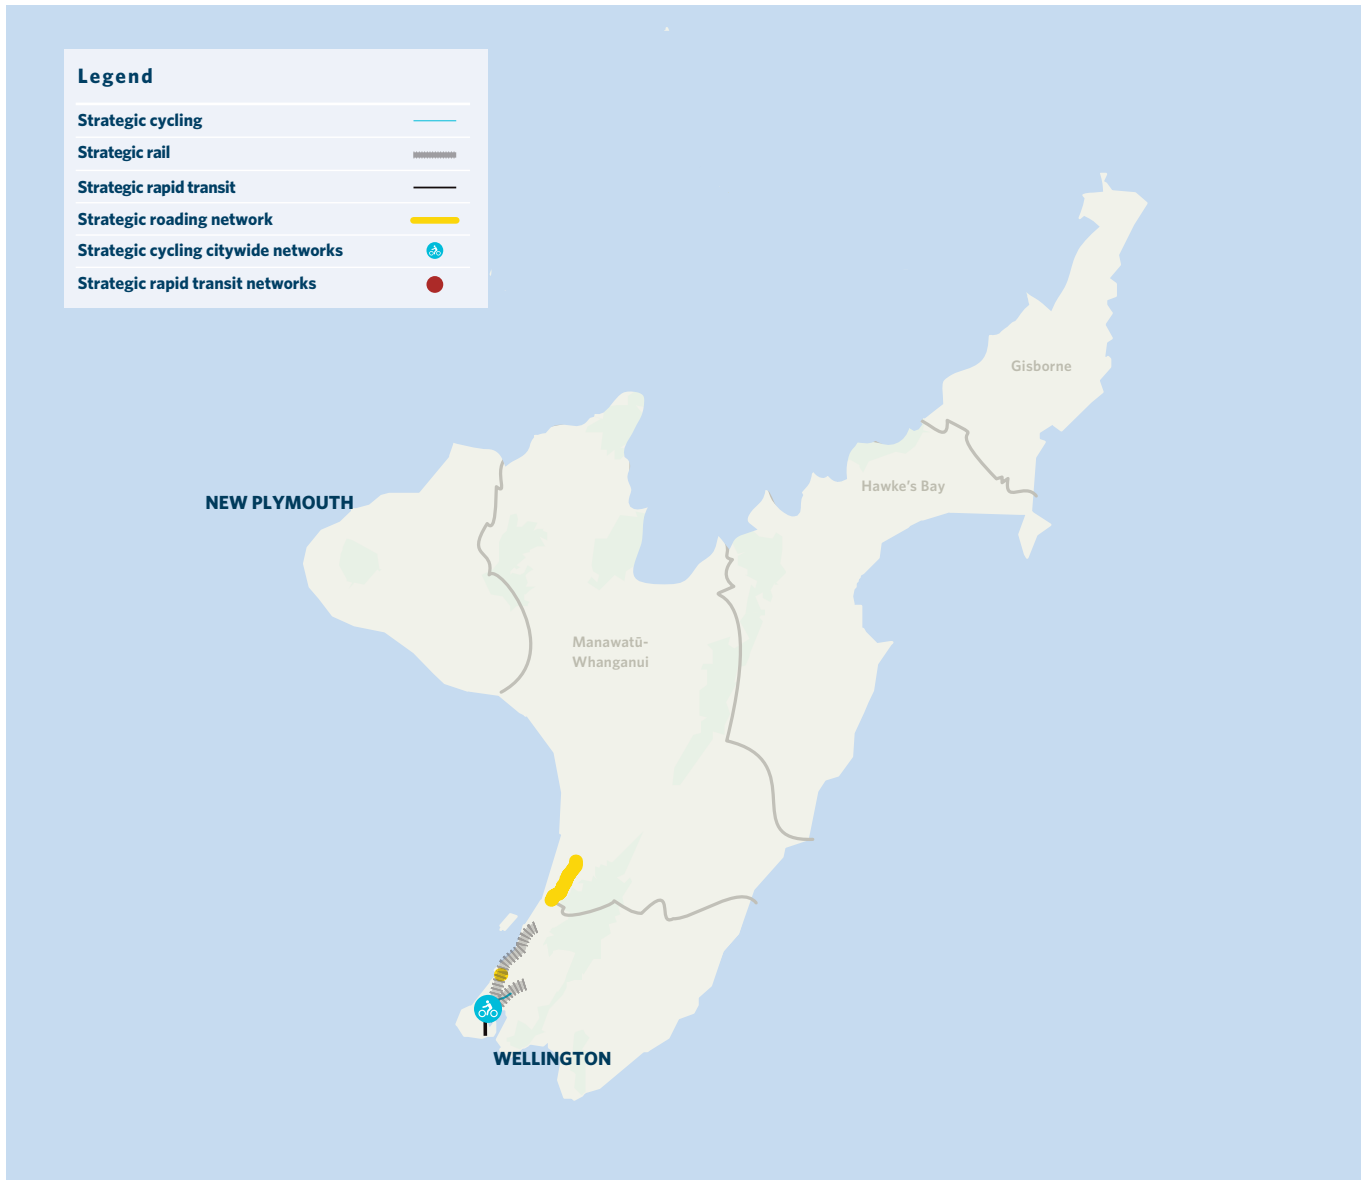 Legend
Strategic cycling
Strategic rail
Strategic rapid transit
Strategic roading network
Strategic cycling citywide networks
Strategic rapid transit networks
Gisborne
Hawke's Bay
NEW PLYMOUTH
Manawatū-
Whanganui
WELLINGTON